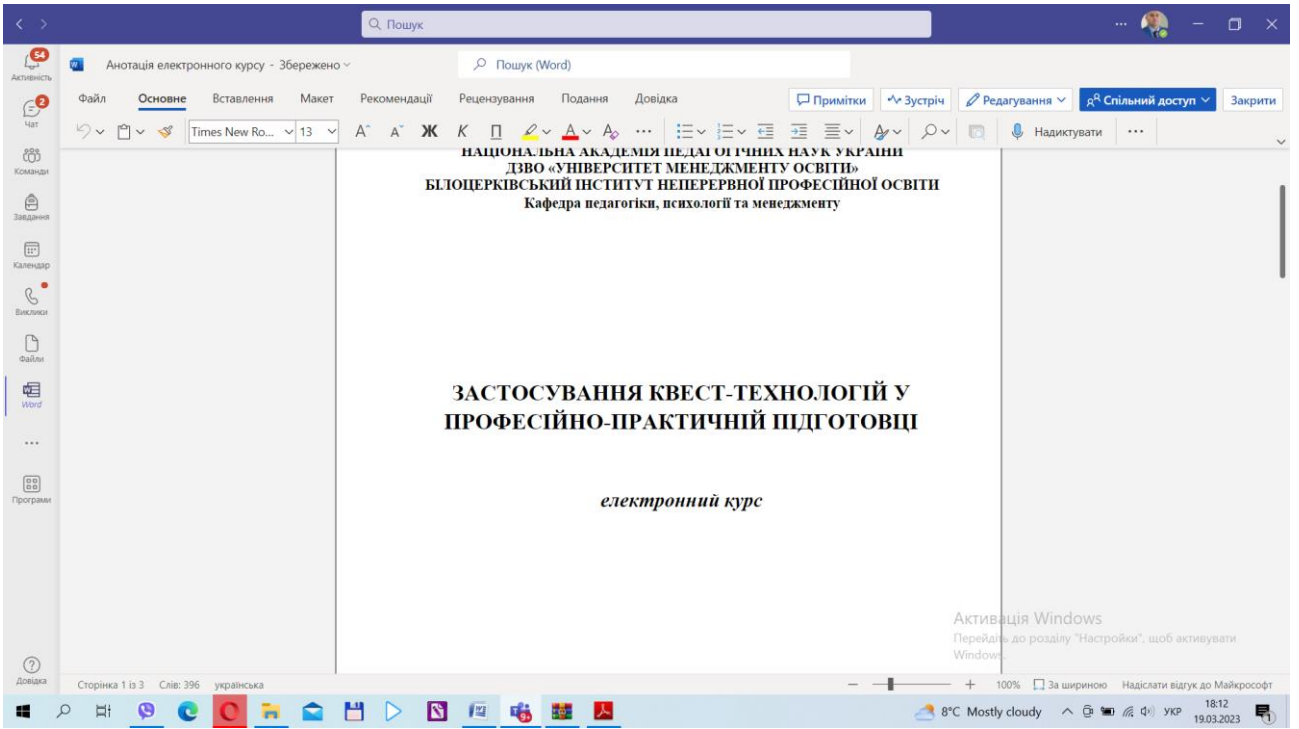 Пошук
Анотація електронного курсу - Збережено
Пошук (Word)
Файл Основне Вставлення Макет Рекомендації Рецензування Подання Довідка
Примітки Зустріч Редагування Спільний доступ Закрити
Times New Ro... 13 Ж К П Надиктувати
54
Активність
2
Чат
Команди
Завдання
Календар
Виклики
Файли
Word
Програми
Довідка
НАЦІОНАЛЬНА АКАДЕМІЯ ПЕДАГОГІЧНИХ НАУК УКРАЇНИ
ДЗВО «УНІВЕРСИТЕТ МЕНЕДЖМЕНТУ ОСВІТИ»
БІЛОЦЕРКІВСЬКИЙ ІНСТИТУТ НЕПЕРЕРВНОЇ ПРОФЕСІЙНОЇ ОСВІТИ
Кафедра педагогіки, психології та менеджменту
ЗАСТОСУВАННЯ КВЕСТ-ТЕХНОЛОГІЙ У
ПРОФЕСІЙНО-ПРАКТИЧНІЙ ПІДГОТОВЦІ
електронний курс
Активація Windows
Перейдіть до розділу "Настройки", щоб активувати
Windows.
Сторінка 1 із 3 Слів: 396 українська
100% За шириною Надіслати відгук до Майкрософт
8°C Mostly cloudy УКР 18:12
19.03.2023